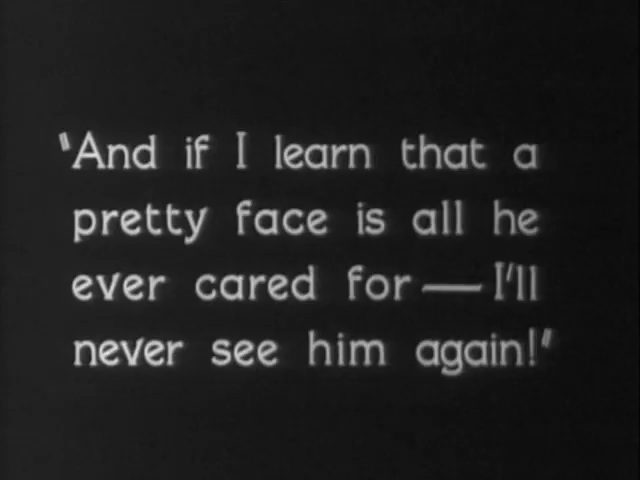 "And if I learn that a
pretty face is all he
ever cared for — I'll
never see him again!"